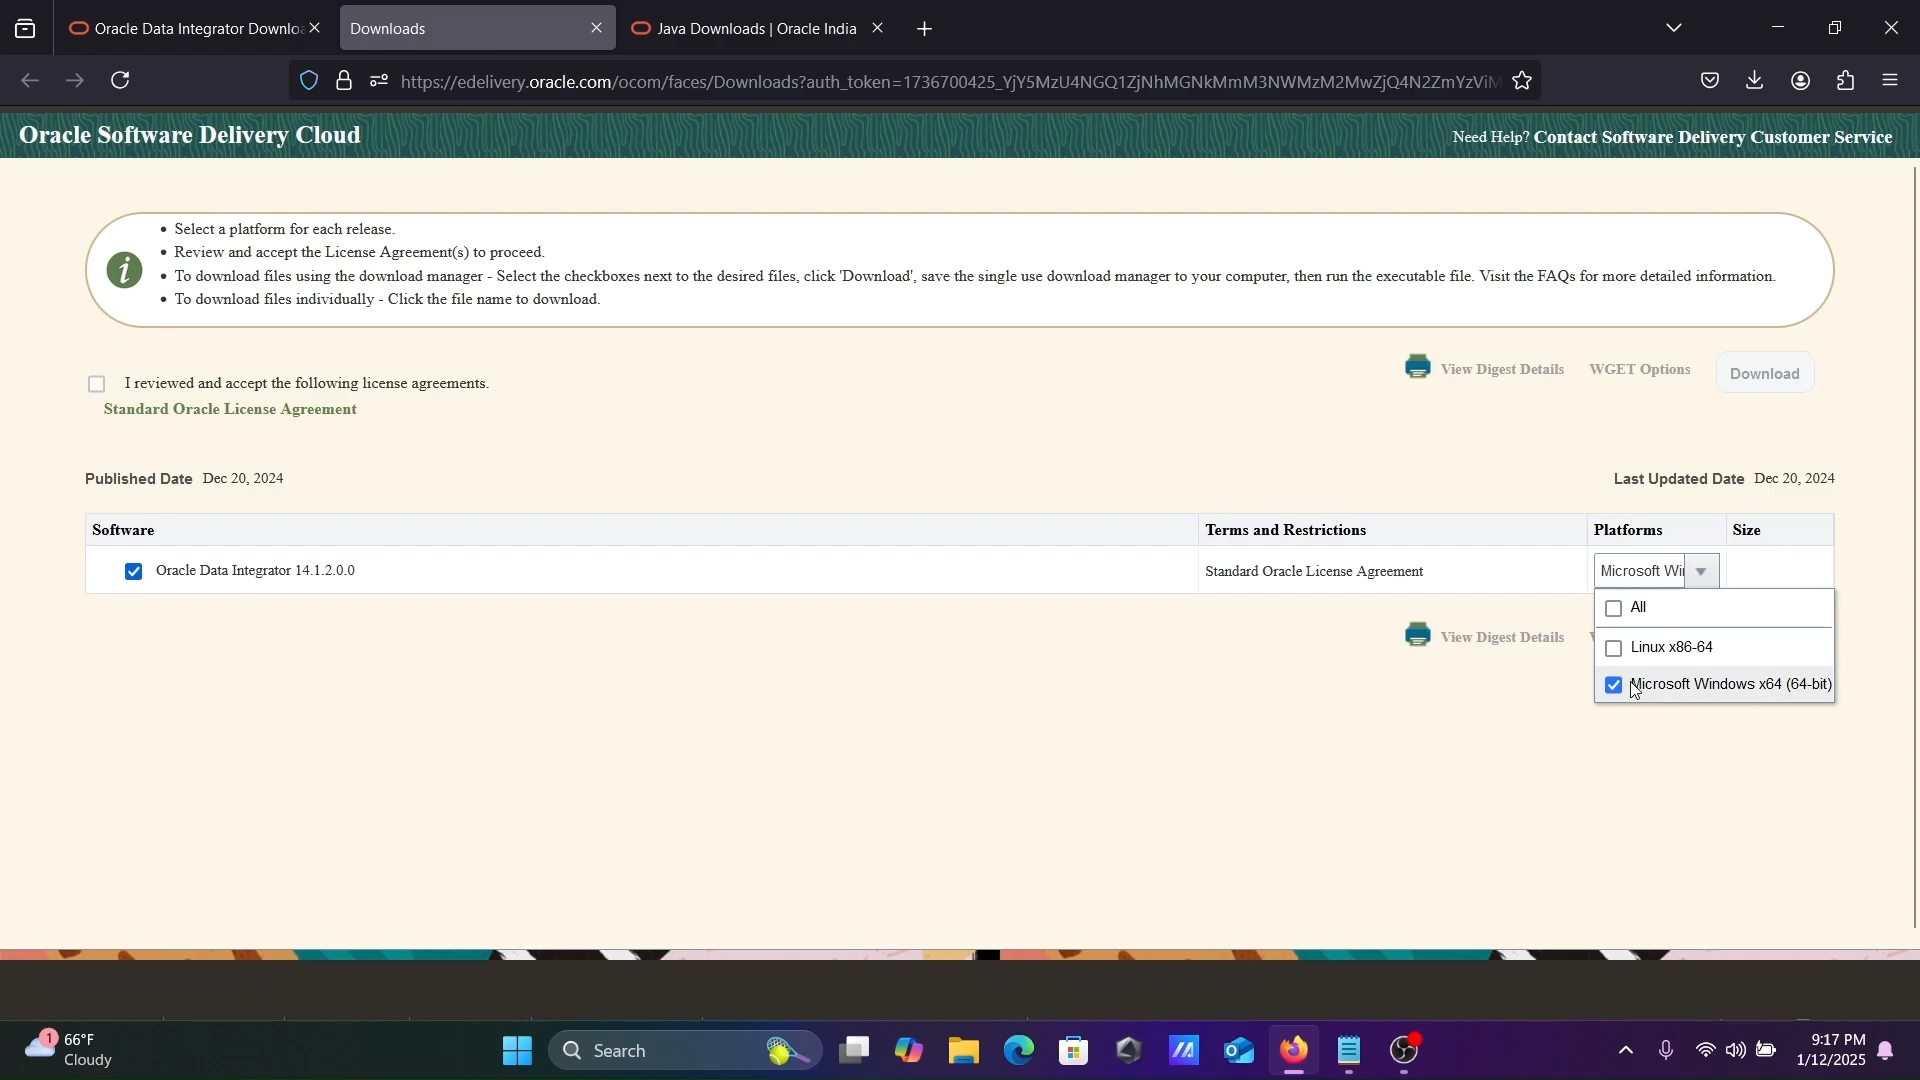 Oracle Data Integrator Downlo
Downloads
Java Downloads | Oracle India
https://edelivery.oracle.com/ocom/faces/Downloads?auth_token=1736700425_YjY5MzU4NGQ1ZjNhMGNkMmM3NWMzM2MwZjQ4N2ZmYzViM
Oracle Software Delivery Cloud
Need Help? Contact Software Delivery Customer Service
• Select a platform for each release.
• Review and accept the License Agreement(s) to proceed.
• To download files using the download manager - Select the checkboxes next to the desired files, click 'Download', save the single use download manager to your computer, then run the executable file. Visit the FAQs for more detailed information.
• To download files individually - Click the file name to download.
View Digest Details WGET Options Download
I reviewed and accept the following license agreements.
Standard Oracle License Agreement
Published Date Dec 20, 2024
Last Updated Date Dec 20, 2024
Software Terms and Restrictions Platforms Size
Oracle Data Integrator 14.1.2.0.0 Standard Oracle License Agreement Microsoft Wi
All
View Digest Details
Linux x86-64
Microsoft Windows x64 (64-bit)
1
66°F
Cloudy
Search
9:17 PM
1/12/2025